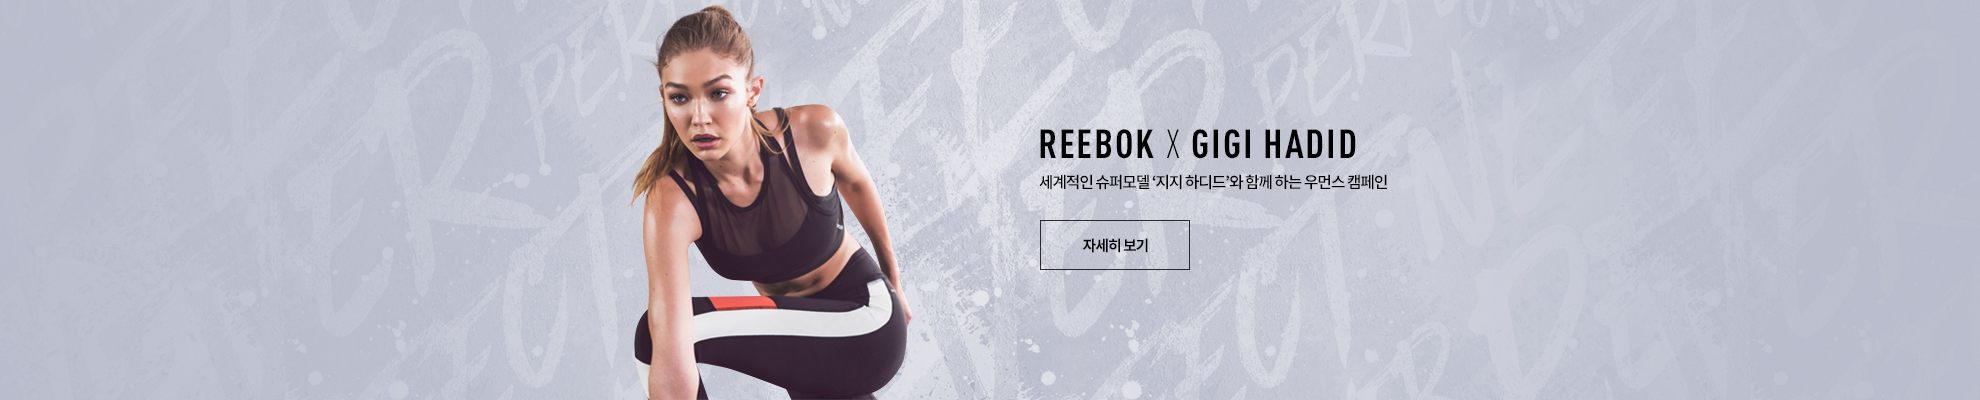 REEBOK X GIGI HADID
세계적인 슈퍼모델 ‘지지 하디드’와 함께 하는 우먼스 캠페인
자세히 보기